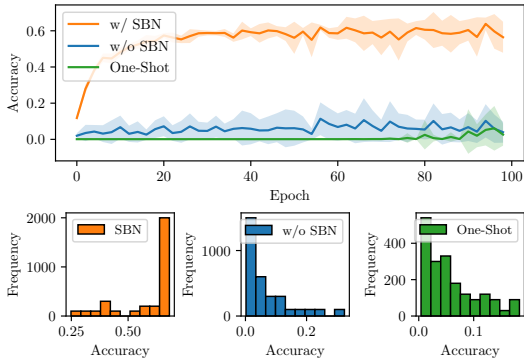 w/ SBN
w/o SBN
One-Shot
Accuracy
0.6
0.4
0.2
0.0
0
20
40
60
80
100
Epoch
SBN
Frequency
2000
1000
0
0.25
0.50
Accuracy
w/o SBN
Frequency
1000
0
0.0
0.2
Accuracy
One-Shot
Frequency
400
200
0
0.0
0.1
Accuracy